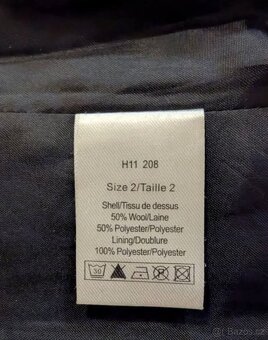 H11 208
Size 2/Taille 2
Shell/Tissu de dessus
50% Wool/Laine
50% Polyester/Polyester
Lining/Doublure
100% Polyester/Polyester
30